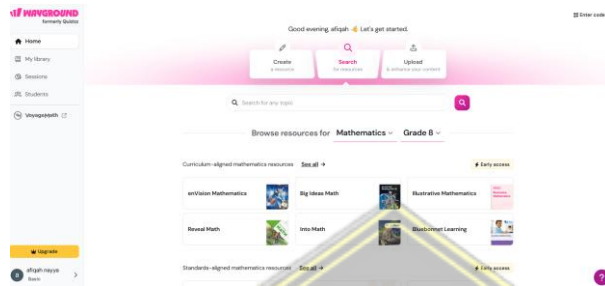 WAYGROUND
formerly Quizizz
Home
My library
Sessions
Students
Voyage Math
Upgrade
afiqah nayya
Basic
Enter code
Good evening, afiqah 👋 Let's get started.
Create
a resource
Search
for resources
Upload
& enhance your content
Search for any topic
Browse resources for Mathematics Grade 8
Curriculum-aligned mathematics resources See all →
Early access
enVision Mathematics
Big Ideas Math
Illustrative Mathematics
Reveal Math
Into Math
Bluebonnet Learning
Standards-aligned mathematics resources See all →
Early access
?